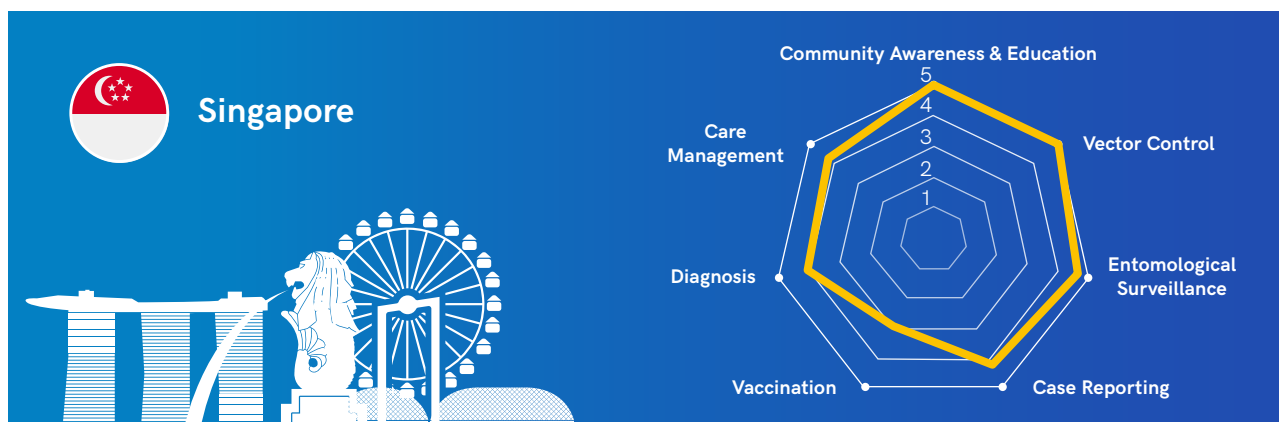 Singapore
Community Awareness & Education
5
4
3
2
1
Care
Management
Vector Control
Diagnosis
Entomological
Surveillance
Vaccination
Case Reporting